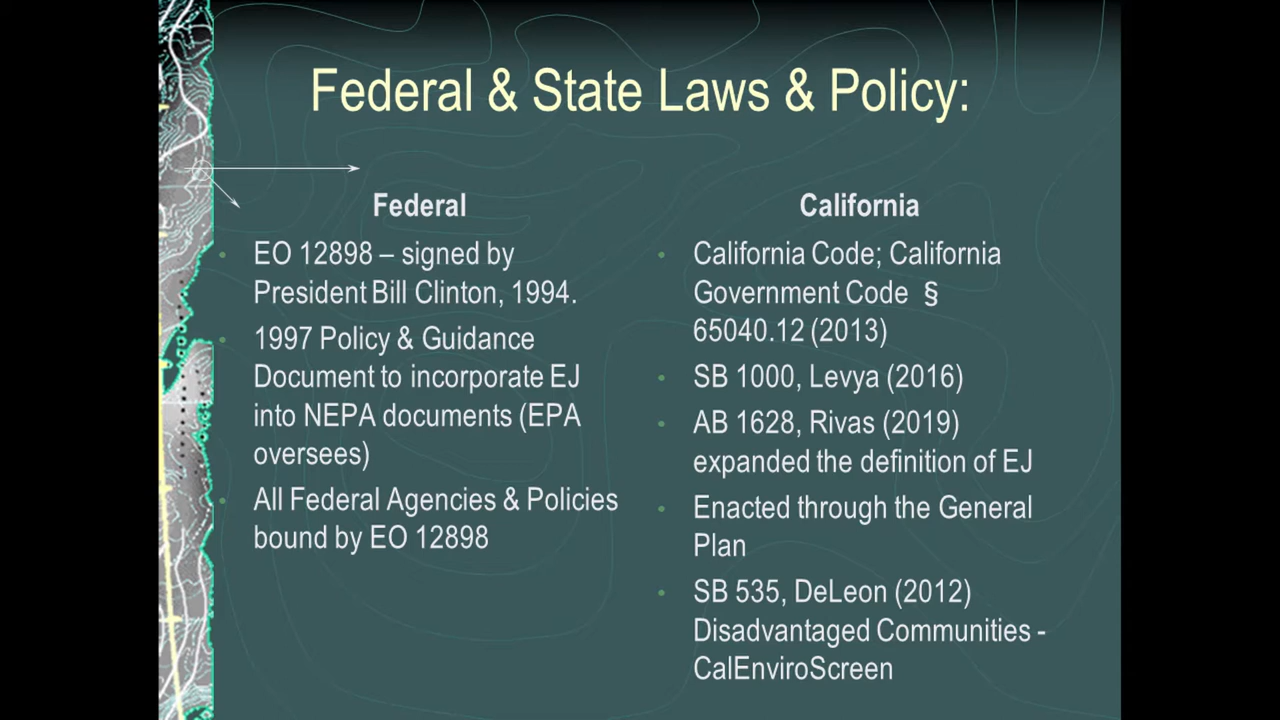 Federal & State Laws & Policy:
Federal
EO 12898 – signed by
President Bill Clinton, 1994.
1997 Policy & Guidance
Document to incorporate EJ
into NEPA documents (EPA
oversees)
All Federal Agencies & Policies
bound by EO 12898
California
California Code; California
Government Code §
65040.12 (2013)
SB 1000, Levya (2016)
AB 1628, Rivas (2019)
expanded the definition of EJ
Enacted through the General
Plan
SB 535, DeLeon (2012)
Disadvantaged Communities -
CalEnviroScreen